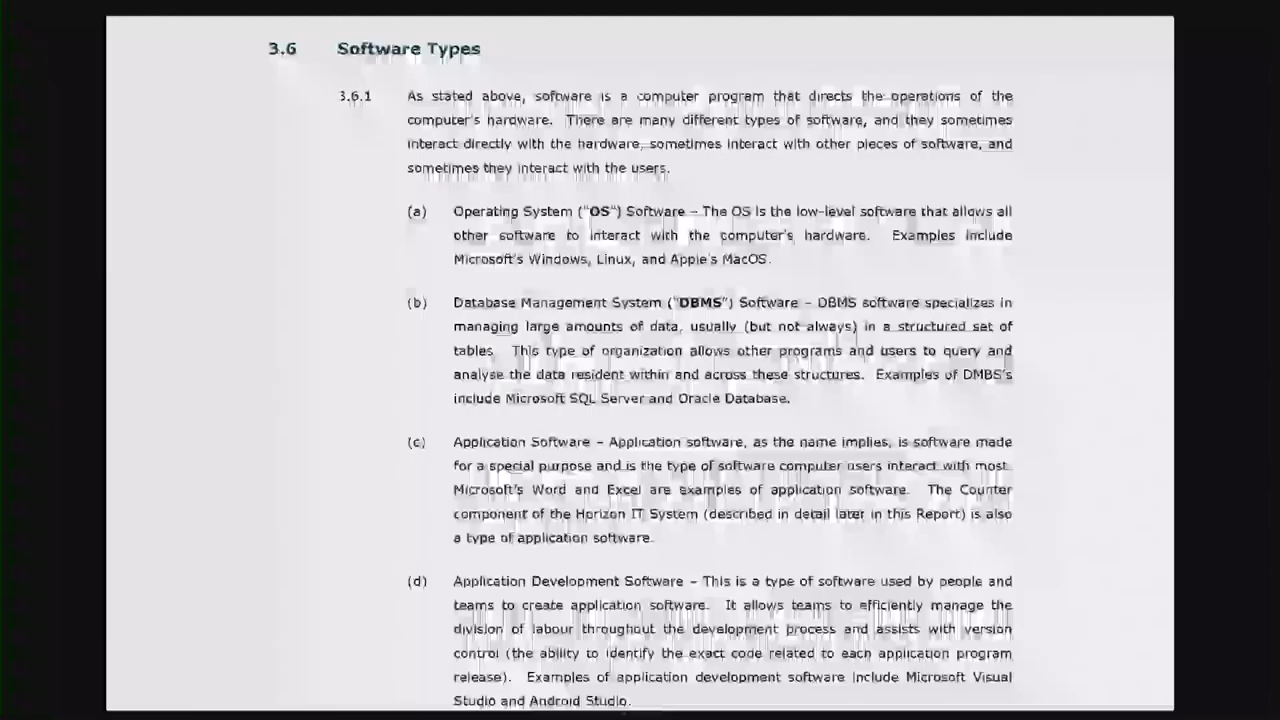 3.6 Software Types
3.6.1 As stated above, software is a computer program that directs the operations of the
computer's hardware. There are many different types of software, and they sometimes
interact directly with the hardware, sometimes interact with other pieces of software, and
sometimes they interact with the users.
(a) Operating System ("OS") Software – The OS is the low-level software that allows all
other software to interact with the computer's hardware. Examples include
Microsoft's Windows, Linux, and Apple's MacOS.
(b) Database Management System ("DBMS") Software – DBMS software specializes in
managing large amounts of data, usually (but not always) in a structured set of
tables. This type of organization allows other programs and users to query and
analyse the data resident within and across these structures. Examples of DMBS's
include Microsoft SQL Server and Oracle Database.
(c) Application Software – Application software, as the name implies, is software made
for a special purpose and is the type of software computer users interact with most.
Microsoft's Word and Excel are examples of application software. The Counter
component of the Horizon IT System (described in detail later in this Report) is also
a type of application software.
(d) Application Development Software – This is a type of software used by people and
teams to create application software. It allows teams to efficiently manage the
division of labour throughout the development process and assists with version
control (the ability to identify the exact code related to each application program
release). Examples of application development software include Microsoft Visual
Studio and Android Studio.